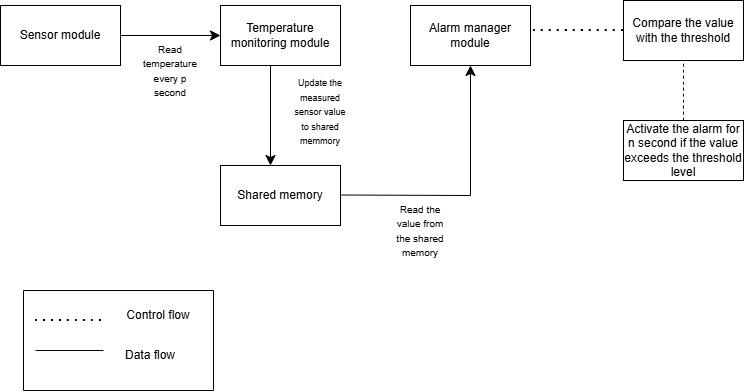 Sensor module
Read
temperature
every p
second
Temperature
monitoring module
Update the
measured
sensor value
to shared
memmory
Shared memory
Read the
value from
the shared
memory
Alarm manager
module
Compare the value
with the threshold
Activate the alarm for
n second if the value
exceeds the threshold
level
Control flow
Data flow